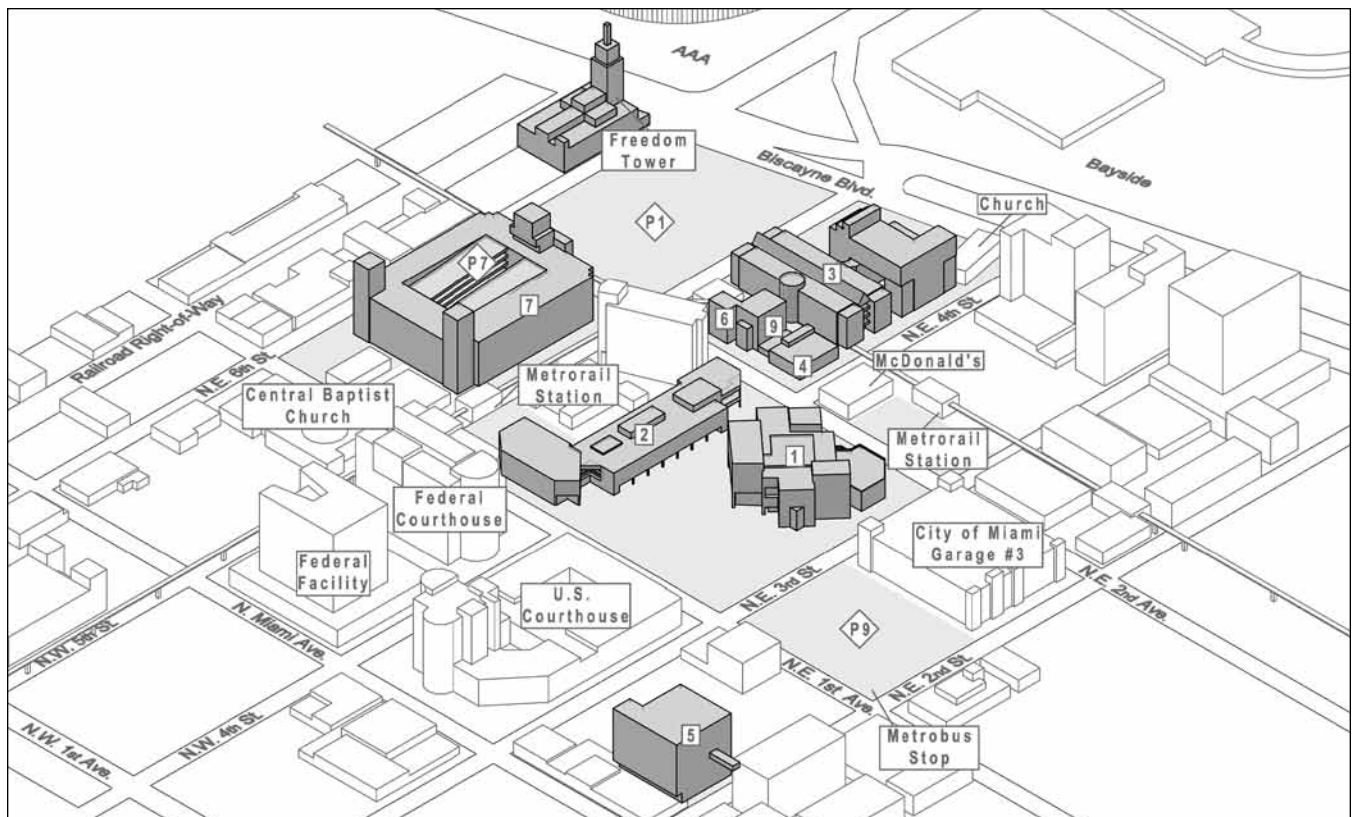 AAA
Freedom
Tower
P1
Biscayne Blvd.
Bayside
Church
P7
7
3
6
9
4
N.E. 4th St.
McDonald's
Railroad Right-of-Way
N.E. 6th St.
Metrorail
Station
Central Baptist
Church
2
1
Metrorail
Station
Federal
Courthouse
City of Miami
Garage #3
Federal
Facility
U.S.
Courthouse
N.E. 3rd St.
N.E. 2nd Ave.
N.W. 5th St.
N. Miami Ave.
P9
N.E. 1st Ave.
N.E. 2nd St.
N.W. 4th St.
N.W. 1st Ave.
5
Metrobus
Stop